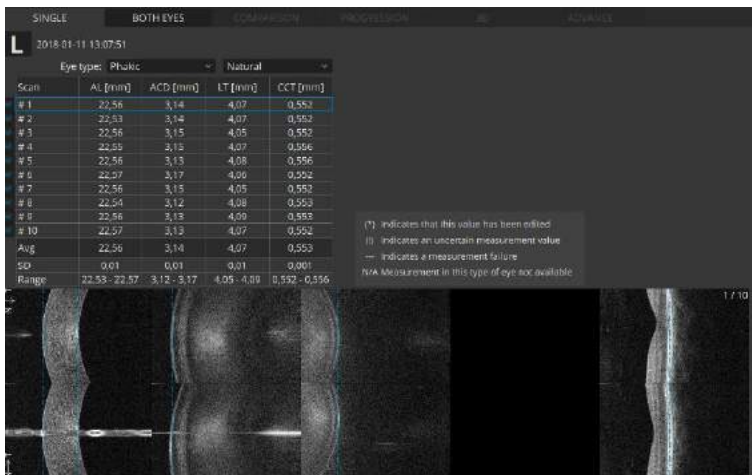 SINGLE BOTH EYES COMPARISON PROGRESSION 3D ADVANCE
L 2018-01-11 13:07:51
Eye type: Phakic Natural
Scan AL [mm] ACD [mm] LT [mm] CCT [mm]
# 1 22,56 3,14 4,07 0,552
# 2 22,53 3,14 4,07 0,552
# 3 22,56 3,15 4,05 0,552
# 4 22,55 3,15 4,07 0,556
# 5 22,56 3,13 4,08 0,556
# 6 22,57 3,17 4,06 0,552
# 7 22,56 3,15 4,05 0,552
# 8 22,54 3,12 4,08 0,553
# 9 22,56 3,13 4,09 0,553
# 10 22,57 3,13 4,07 0,552
Avg 22,56 3,14 4,07 0,553
SD 0,01 0,01 0,01 0,001
Range 22,53 - 22,57 3,12 - 3,17 4,05 - 4,09 0,552 - 0,556
(*) Indicates that this value has been edited
(!) Indicates an uncertain measurement value
--- Indicates a measurement failure
N/A Measurement in this type of eye not available
1 / 10